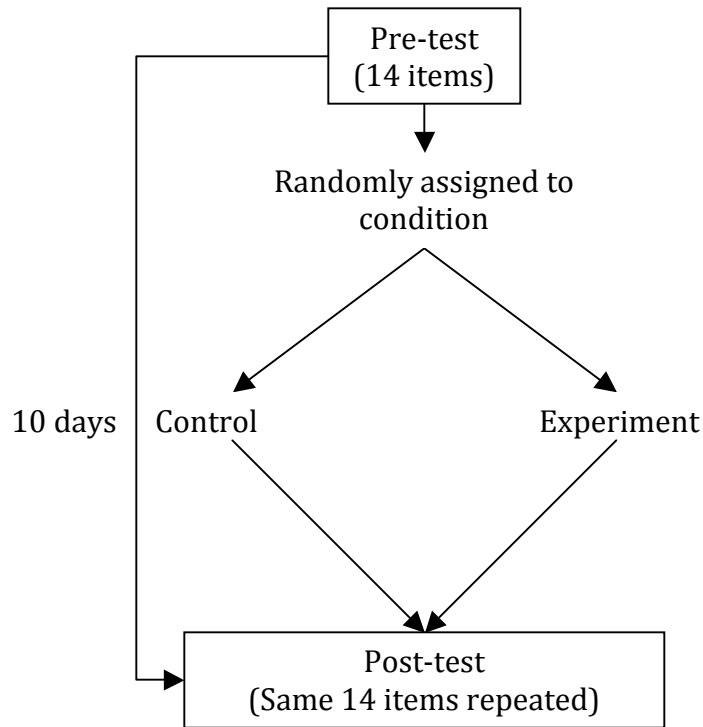 Pre-test
(14 items)
Randomly assigned to
condition
10 days
Control
Experiment
Post-test
(Same 14 items repeated)